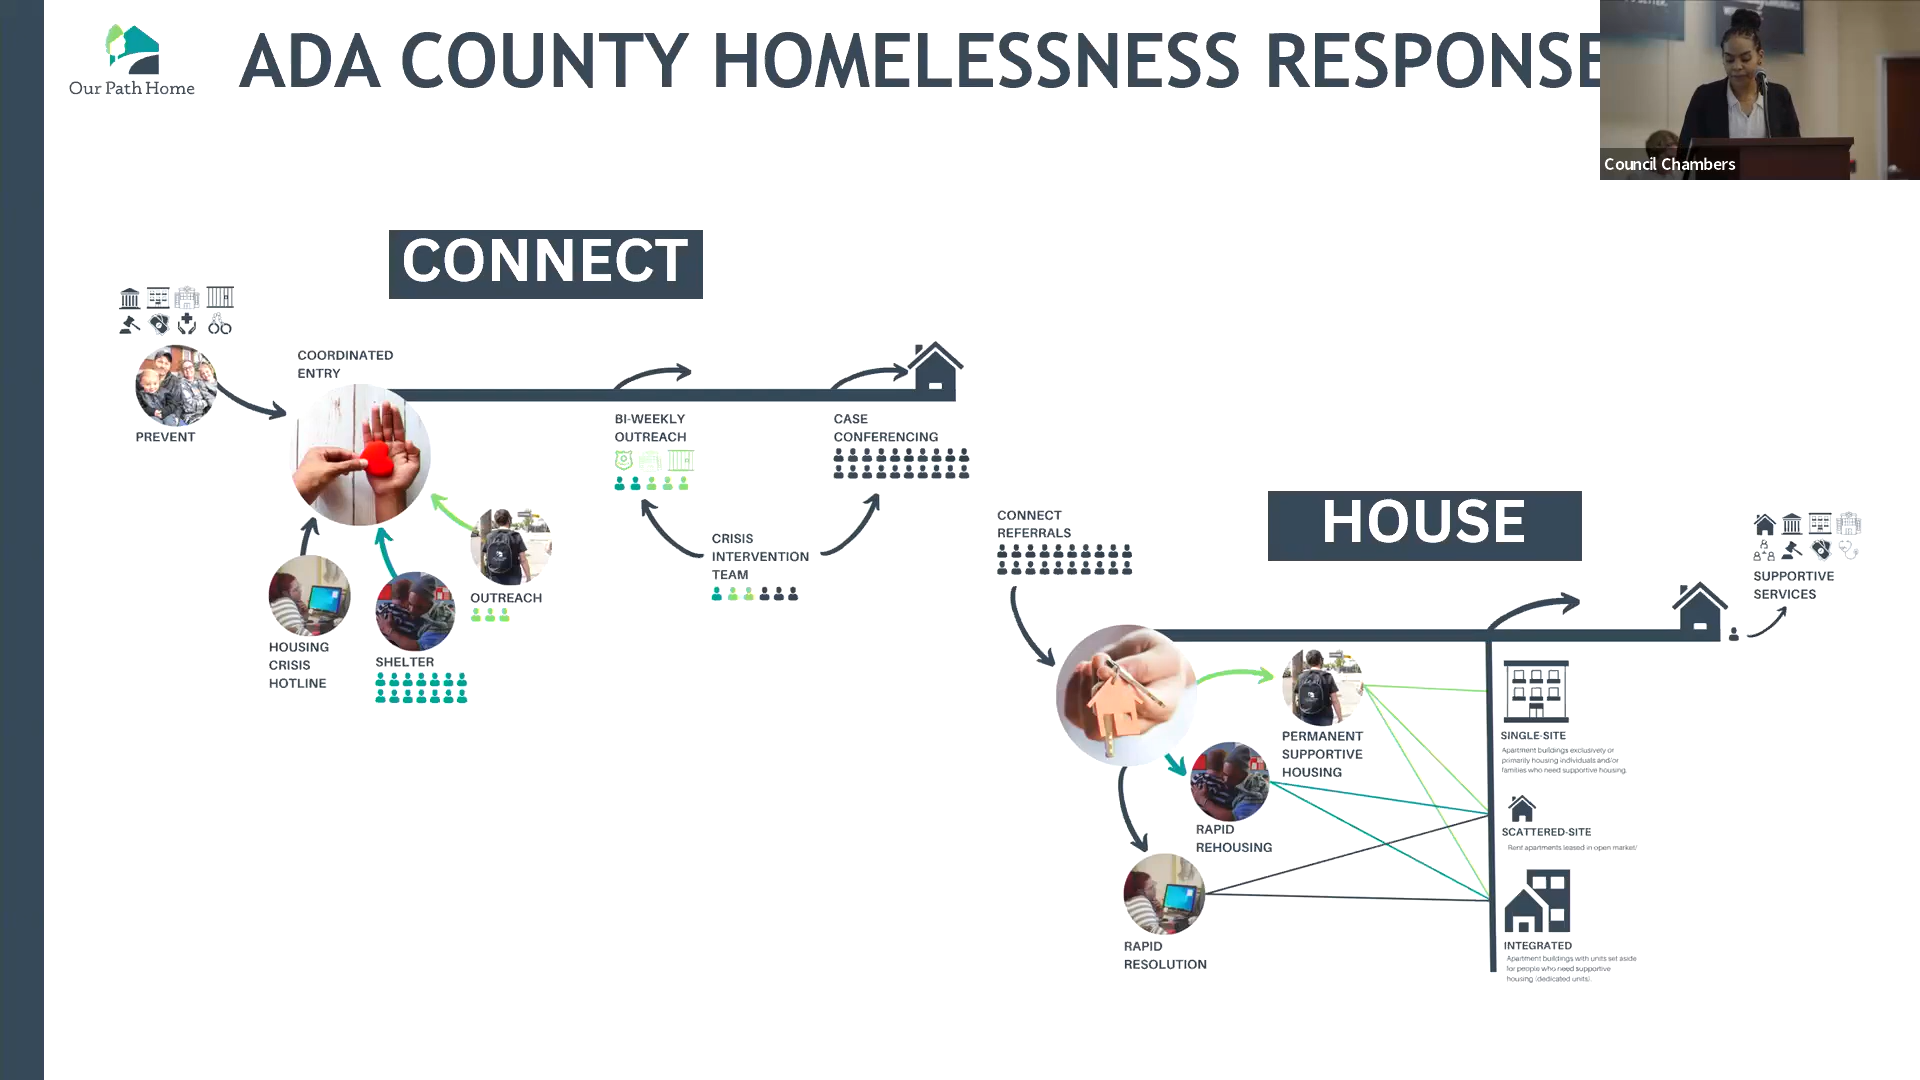 Our Path Home
ADA COUNTY HOMELESSNESS RESPONSE
Council Chambers
CONNECT
COORDINATED
ENTRY
PREVENT
BI-WEEKLY
OUTREACH
CASE
CONFERENCING
CRISIS
INTERVENTION
TEAM
OUTREACH
HOUSING
CRISIS
HOTLINE
SHELTER
CONNECT
REFERRALS
HOUSE
SUPPORTIVE
SERVICES
PERMANENT
SUPPORTIVE
HOUSING
RAPID
REHOUSING
RAPID
RESOLUTION
SINGLE-SITE
Apartment buildings exclusively or
primarily housing individuals and/or
families who need supportive housing.
SCATTERED-SITE
Rent apartments leased in open market/
INTEGRATED
Apartment buildings with units set aside
for people who need supportive
housing (dedicated units).